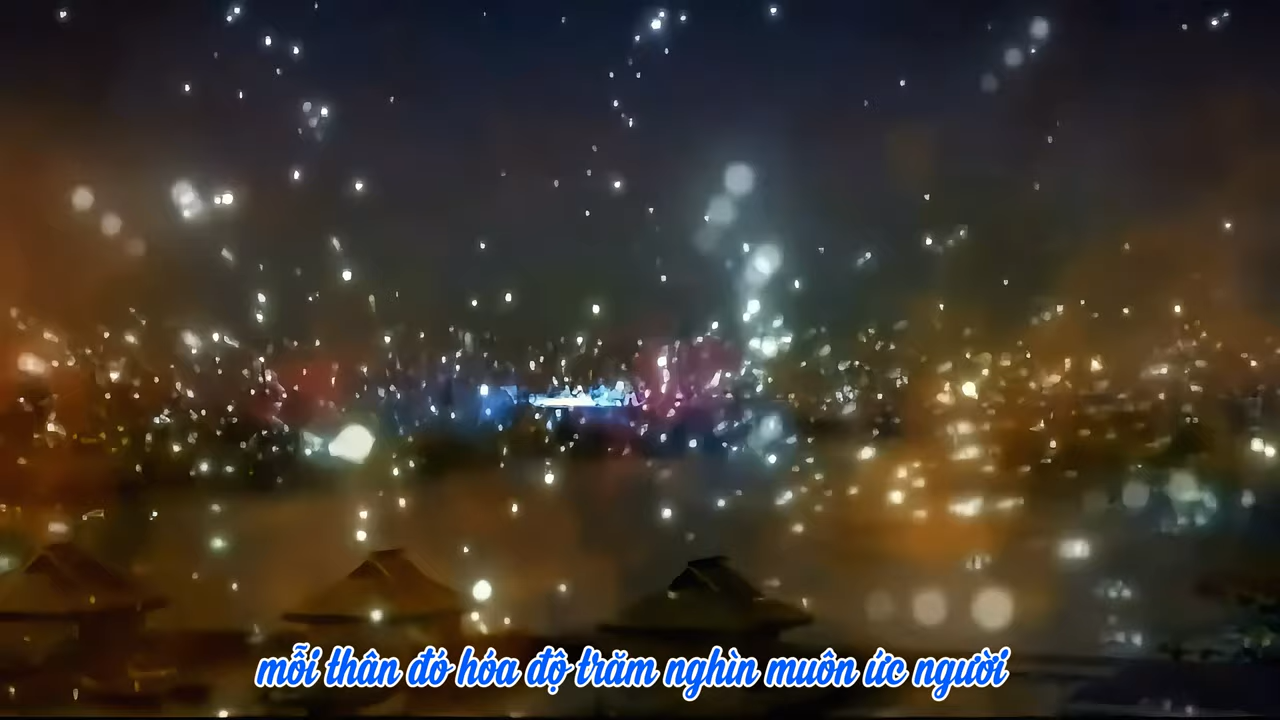 mỗi thân đó hóa độ trăm nghìn muôn ức người